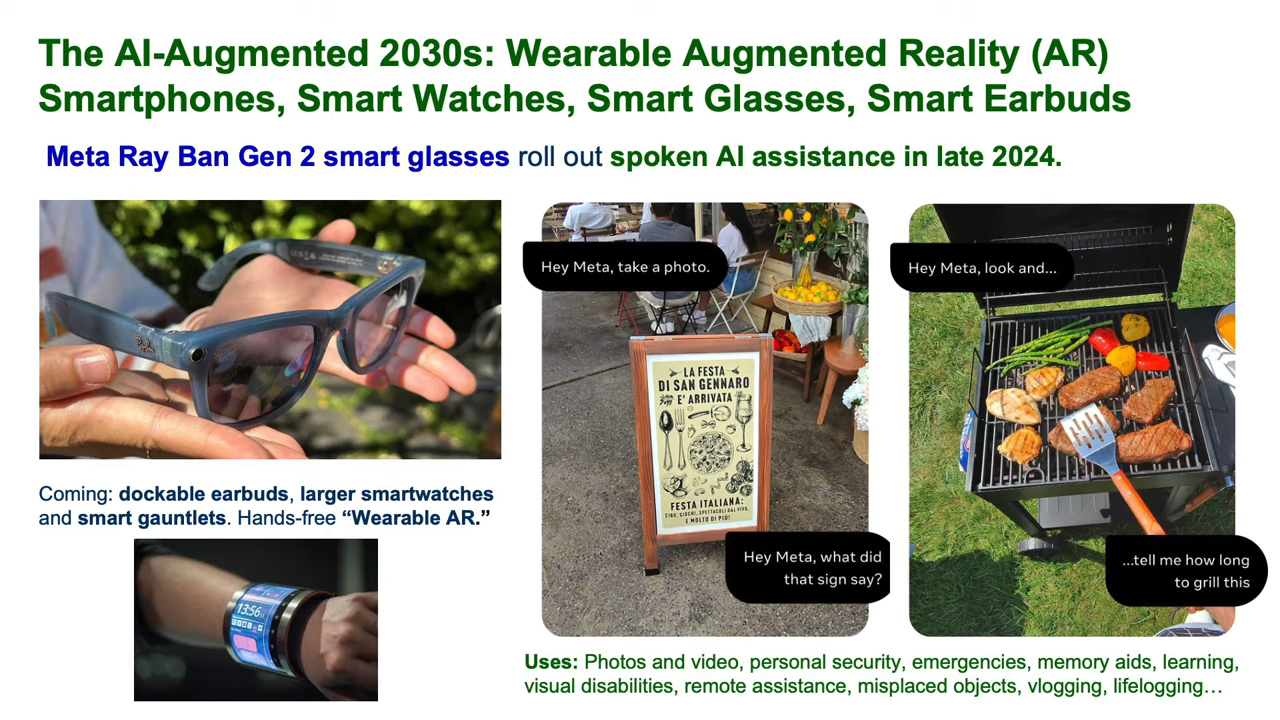 The AI-Augmented 2030s: Wearable Augmented Reality (AR)
Smartphones, Smart Watches, Smart Glasses, Smart Earbuds
Meta Ray Ban Gen 2 smart glasses roll out spoken AI assistance in late 2024.
Ray-Ban
Coming: dockable earbuds, larger smartwatches
and smart gauntlets. Hands-free “Wearable AR.”
13:56
Hey Meta, take a photo.
LA FESTA
DI SAN GENNARO
E' ARRIVATA
FESTA ITALIANA:
CIBO, GIOCHI, SPETTACOLI DAL VIVO,
E MOLTO DI PIÙ!
Hey Meta, what did
that sign say?
Hey Meta, look and...
...tell me how long
to grill this
Uses: Photos and video, personal security, emergencies, memory aids, learning,
visual disabilities, remote assistance, misplaced objects, vlogging, lifelogging…